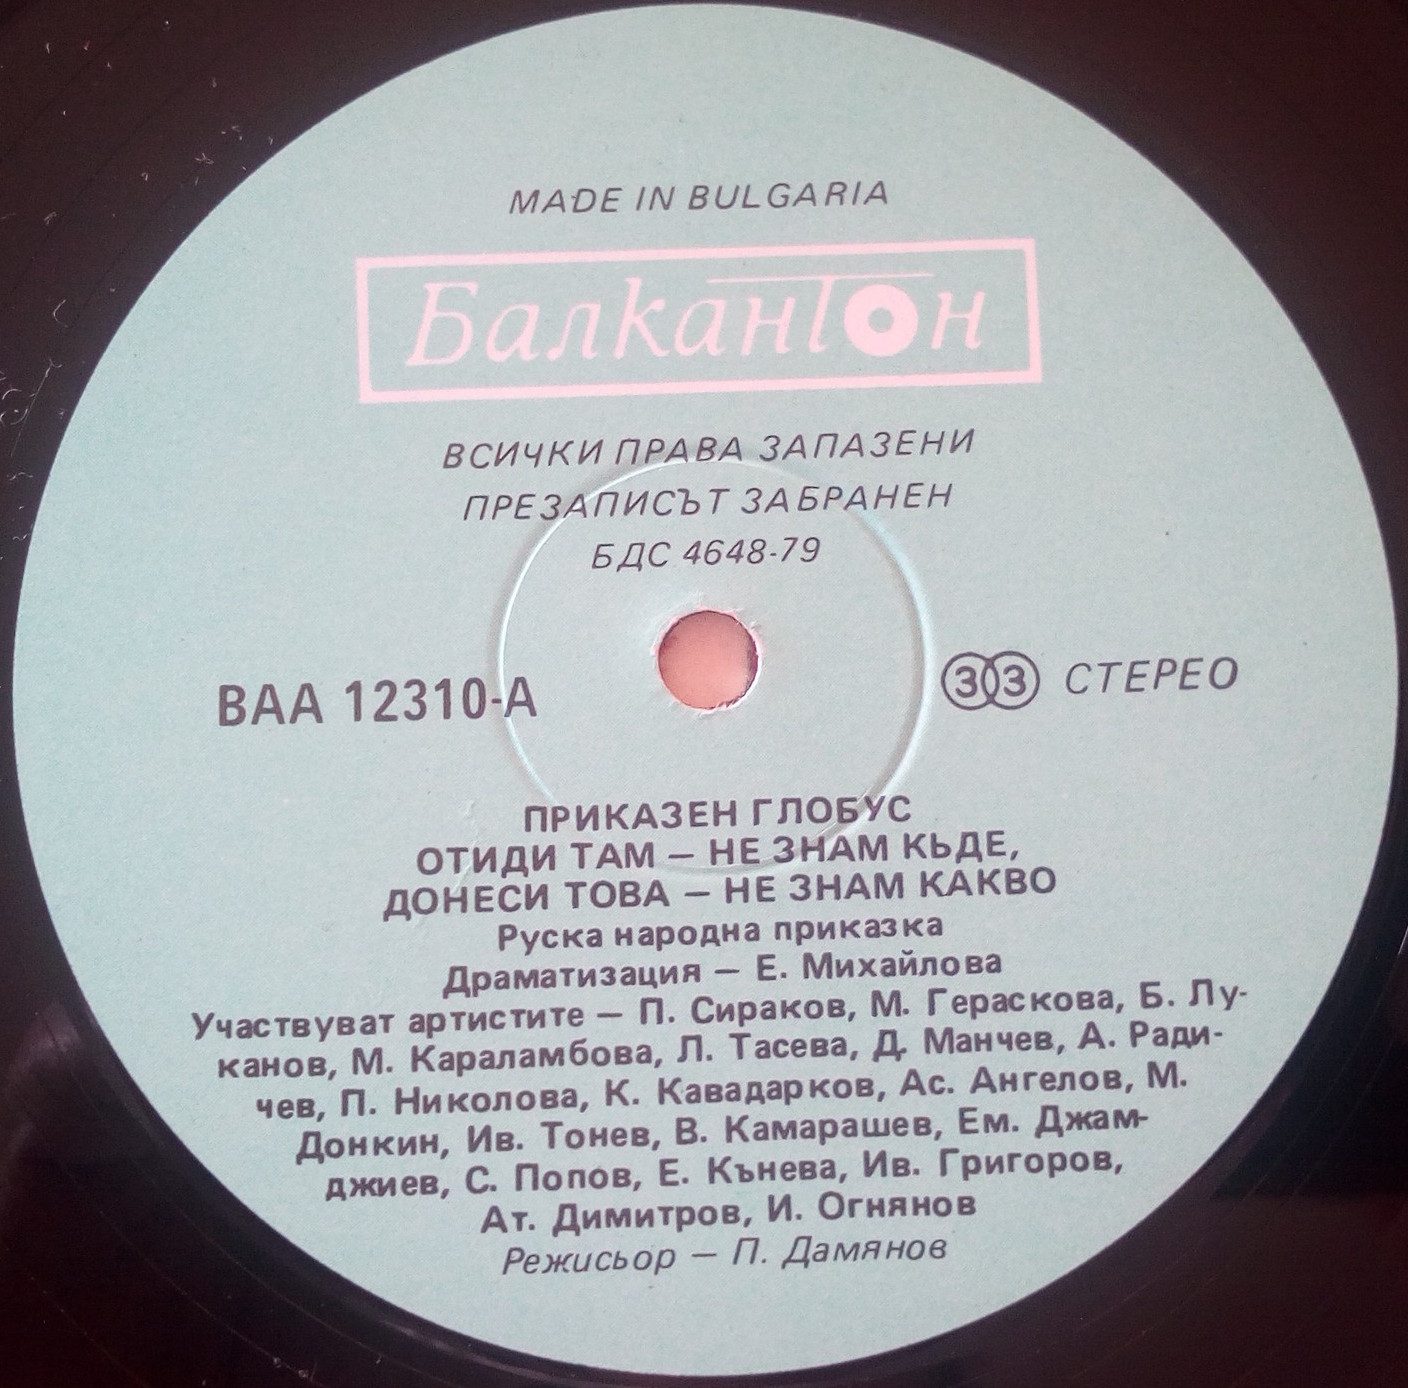 MADE IN BULGARIA
Балкантон
ВСИЧКИ ПРАВА ЗАПАЗЕНИ
ПРЕЗАПИСЪТ ЗАБРАНЕН
БДС 4648-79
ВАА 12310-А
33 СТЕРЕО
ПРИКАЗЕН ГЛОБУС
ОТИДИ ТАМ — НЕ ЗНАМ КЬДЕ,
ДОНЕСИ ТОВА — НЕ ЗНАМ КАКВО
Руска народна приказка
Драматизация — Е. Михайлова
Участвуват артистите — П. Сираков, М. Гераскова, Б. Лу-
канов, М. Караламбова, Л. Тасева, Д. Манчев, А. Ради-
чев, П. Николова, К. Кавадарков, Ас. Ангелов, М.
Донкин, Ив. Тонев, В. Камарашев, Ем. Джам-
джиев, С. Попов, Е. Кънева, Ив. Григоров,
Ат. Димитров, И. Огнянов
Режисьор — П. Дамянов